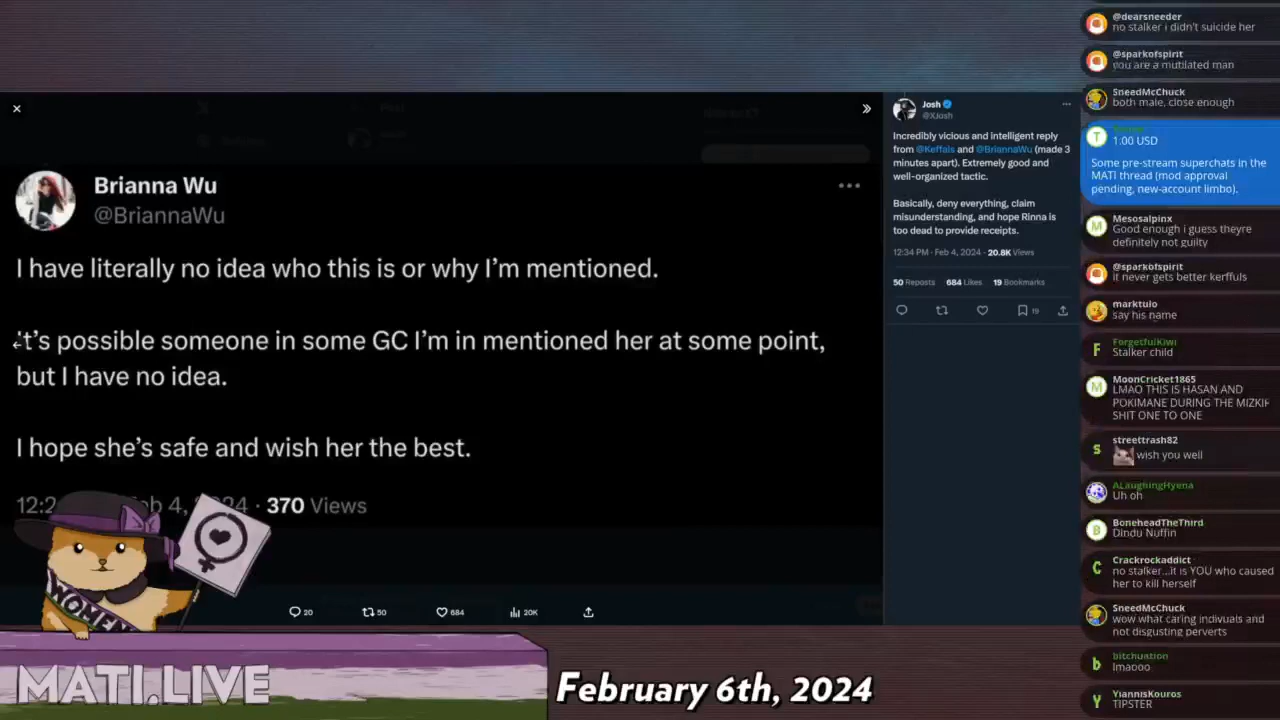 Brianna Wu
@BriannaWu
I have literally no idea who this is or why I'm mentioned.
it's possible someone in some GC I'm in mentioned her at some point,
but I have no idea.
I hope she's safe and wish her the best.
370 Views
20
50
684
20K
WOMEN
MATI.LIVE
February 6th, 2024
Josh
@XJosh
Incredibly vicious and intelligent reply
from @Keffals and @BriannaWu (made 3
minutes apart). Extremely good and
well-organized tactic.
Basically, deny everything, claim
misunderstanding, and hope Rinna is
too dead to provide receipts.
12:34 PM · Feb 4, 2024 · 20.8K Views
50 Reposts 684 Likes 19 Bookmarks
19
@dearsneeder
no stalker i didn't suicide her
@sparkofspirit
you are a mutilated man
SneedMcChuck
both male, close enough
T
1.00 USD
Some pre-stream superchats in the
MATI thread (mod approval
pending, new-account limbo).
M
Mesosalpinx
Good enough i guess theyre
definitely not guilty
@sparkofspirit
it never gets better kerffuls
marktulo
say his name
F
ForgetfulKiwi
Stalker child
M
MoonCricket1865
LMAO THIS IS HASAN AND
POKIMANE DURING THE MIZKIF
SHIT ONE TO ONE
s
streettrash82
wish you well
ALaughingHyena
Uh oh
B
BoneheadTheThird
Dindu Nuffin
C
Crackrockaddict
no stalker...it is YOU who caused
her to kill herself
SneedMcChuck
wow what caring indivuals and
not disgusting perverts
b
bitchuation
lmaooo
Y
YiannisKouros
TIPSTER